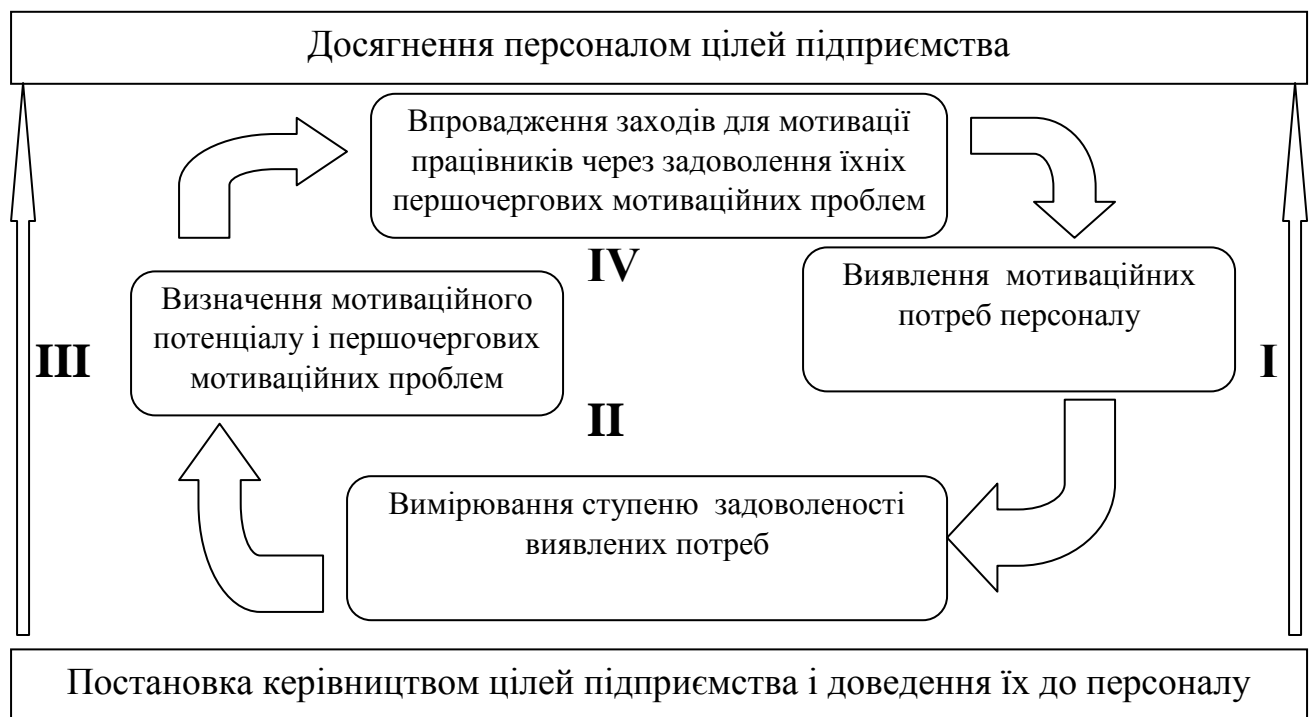 Досягнення персоналом цілей підприємства
Впровадження заходів для мотивації
працівників через задоволення їхніх
першочергових мотиваційних проблем
IV
Виявлення мотиваційних
потреб персоналу
I
Визначення мотиваційного
потенціалу і першочергових
мотиваційних проблем
III
II
Вимірювання ступеню задоволеності
виявлених потреб
Постановка керівництвом цілей підприємства і доведення їх до персоналу